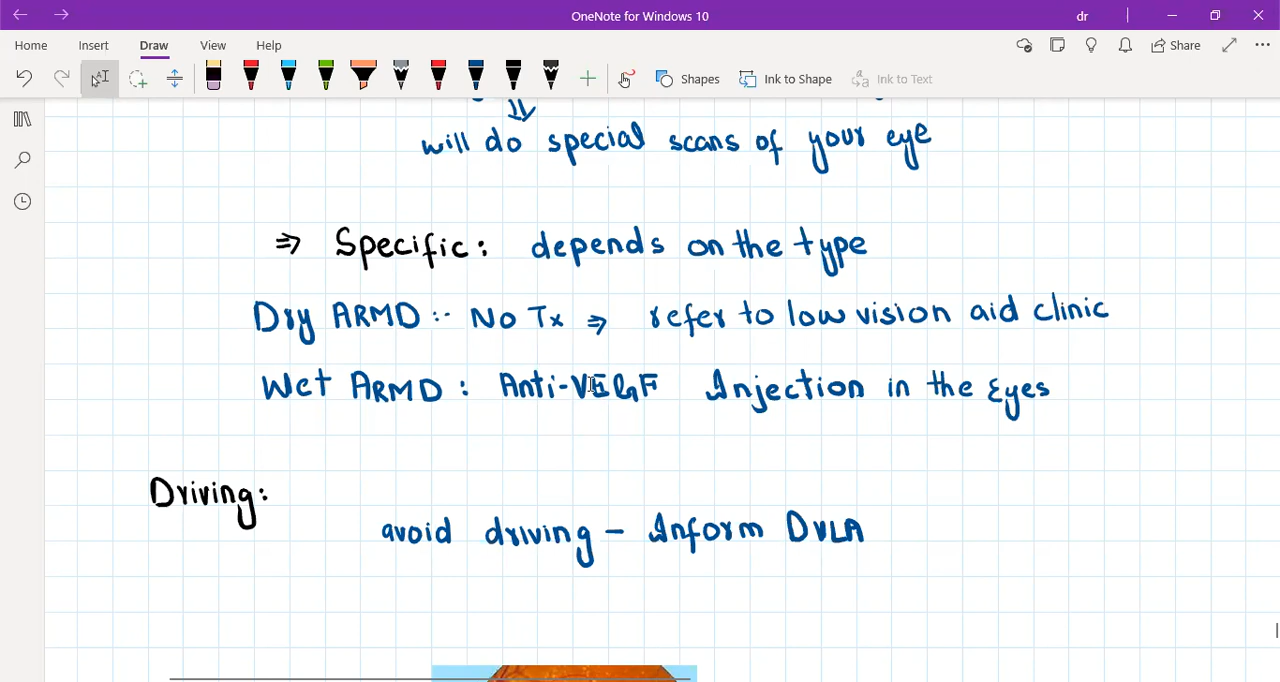 OneNote for Windows 10
dr
Home Insert Draw View Help
Share
Shapes Ink to Shape Ink to Text
will do special scans of your eye
⇒ Specific: depends on the type
Dry ARMD :- No Tx ⇒ refer to low vision aid clinic
Wet ARMD : Anti-VEGF Injection in the Eyes
Driving:
avoid driving - Inform DVLA